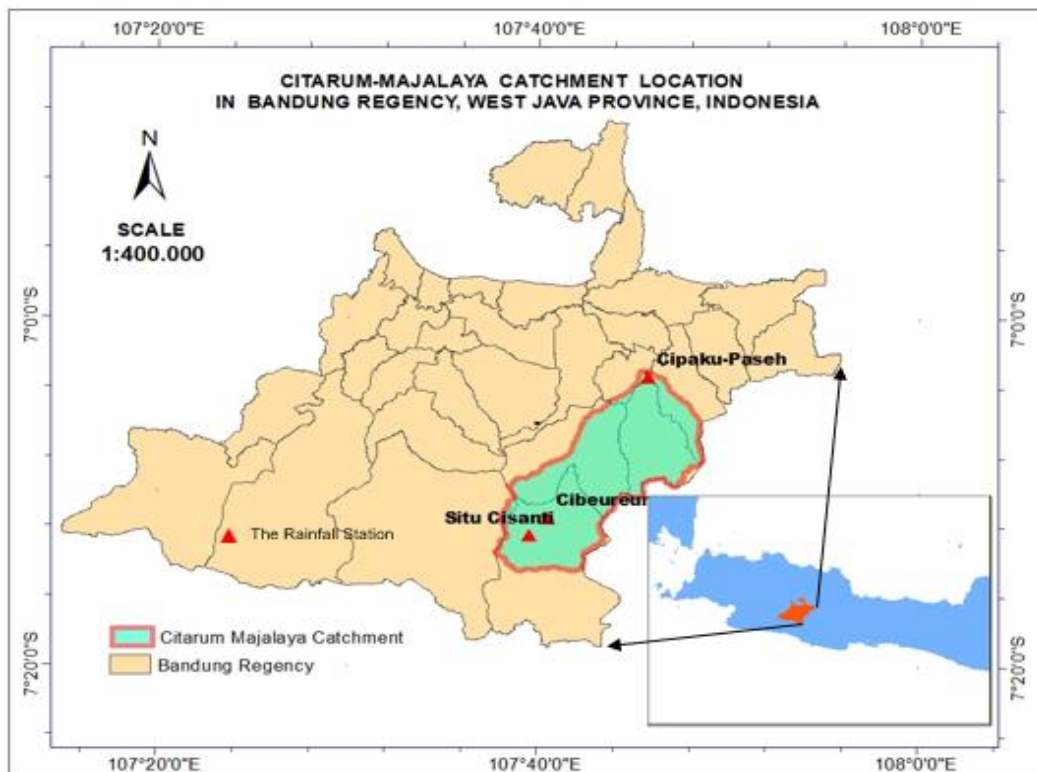 107°20'0"E
107°40'0"E
108°0'0"E
CITARUM-MAJALAYA CATCHMENT LOCATION
IN BANDUNG REGENCY, WEST JAVA PROVINCE, INDONESIA
N
SCALE
1:400.000
7°0'0"S
7°0'0"S
Cipaku-Paseh
Cibeureum
Situ Cisanti
The Rainfall Station
Citarum Majalaya Catchment
Bandung Regency
7°20'0"S
7°20'0"S
107°20'0"E
107°40'0"E
108°0'0"E